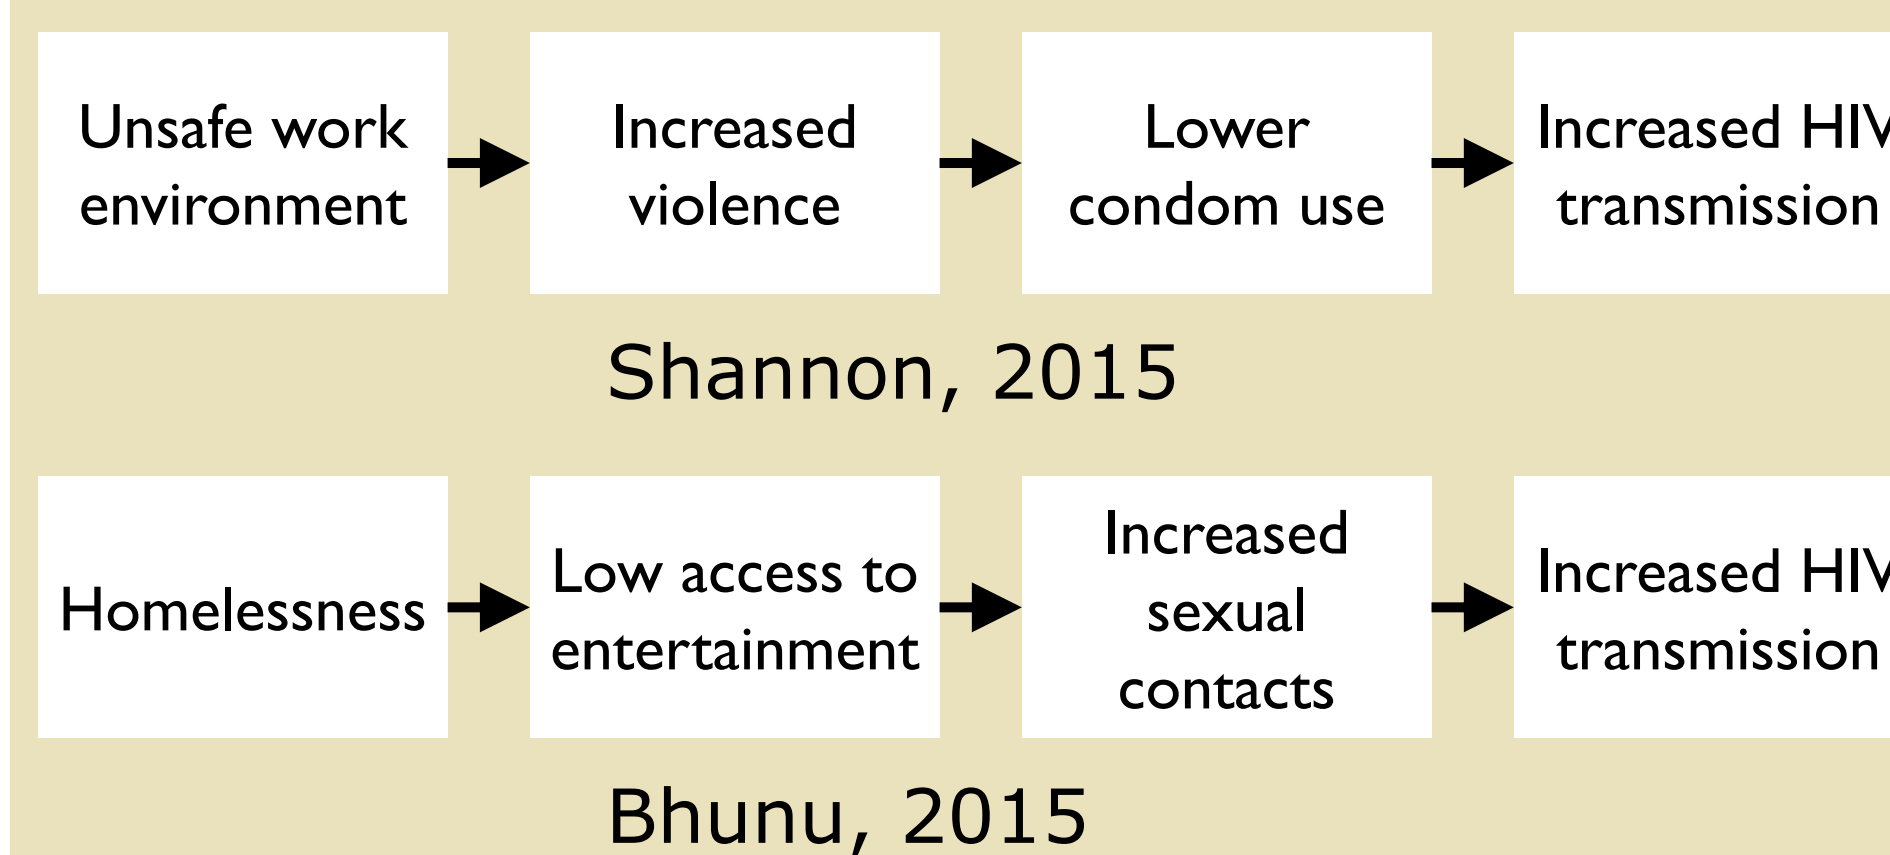 Unsafe work
environment
Increased
violence
Lower
condom use
Increased HIV
transmission
Shannon, 2015
Homelessness
Low access to
entertainment
Increased
sexual
contacts
Increased HIV
transmission
Bhunu, 2015